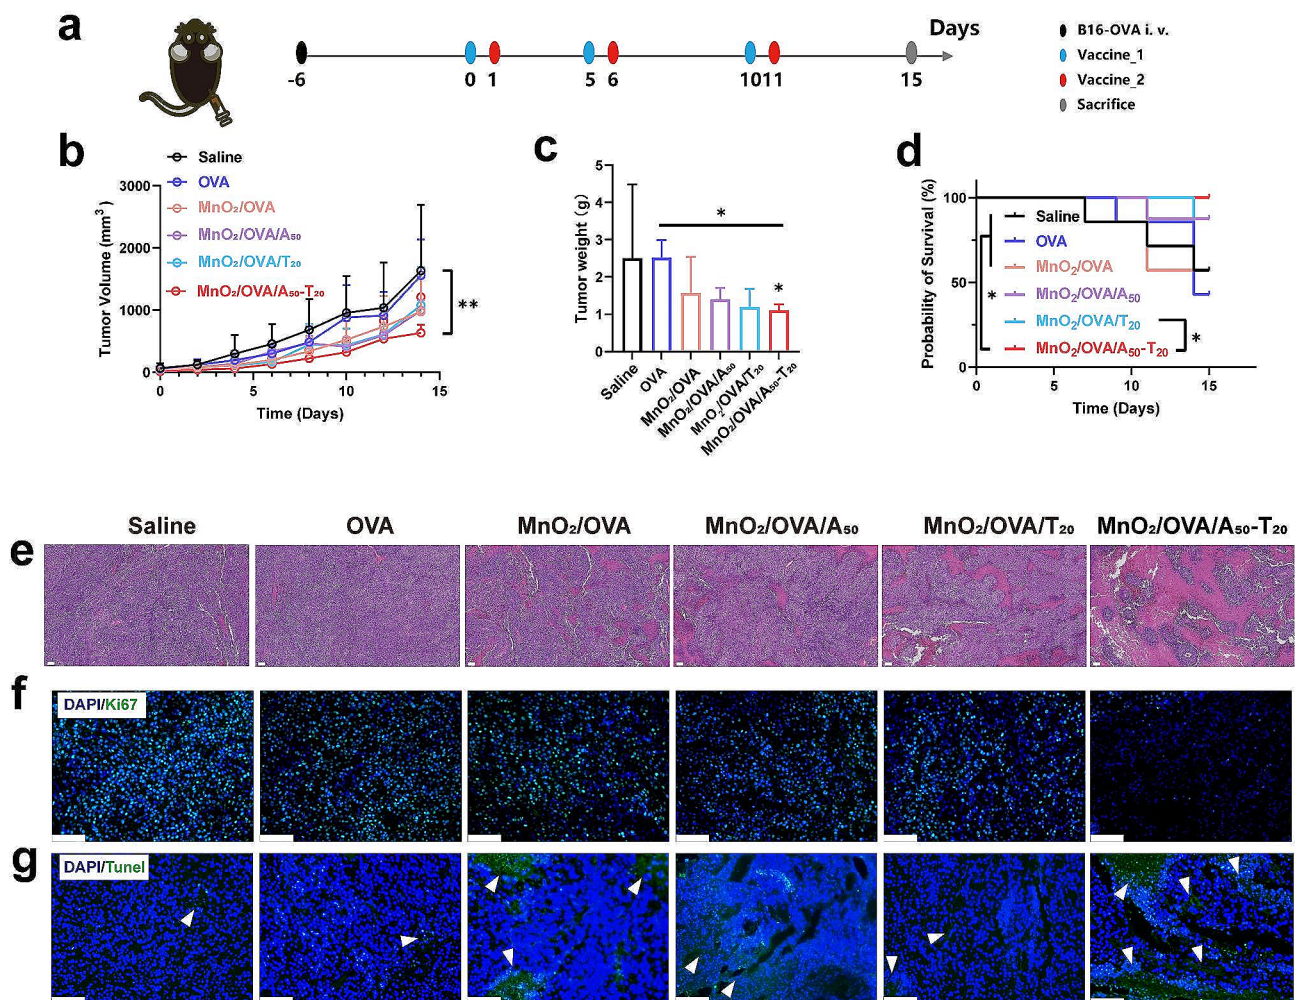 a
Days
-6
0
1
5
6
10
11
15
B16-OVA i. v.
Vaccine_1
Vaccine_2
Sacrifice
b
Saline
OVA
MnO₂/OVA
MnO₂/OVA/A₅₀
MnO₂/OVA/T₂₀
MnO₂/OVA/A₅₀-T₂₀
Tumor Volume (mm³)
3000
2000
1000
0
**
0
5
10
15
Time (Days)
c
Tumor weight (g)
5
4
3
2
1
0
*
*
Saline
OVA
MnO₂/OVA
MnO₂/OVA/A₅₀
MnO₂/OVA/T₂₀
MnO₂/OVA/A₅₀-T₂₀
d
Probability of Survival (%)
100
50
0
Saline
OVA
MnO₂/OVA
MnO₂/OVA/A₅₀
MnO₂/OVA/T₂₀
MnO₂/OVA/A₅₀-T₂₀
*
*
0
5
10
15
Time (Days)
Saline
OVA
MnO₂/OVA
MnO₂/OVA/A₅₀
MnO₂/OVA/T₂₀
MnO₂/OVA/A₅₀-T₂₀
e
f
DAPI/Ki67
g
DAPI/Tunel